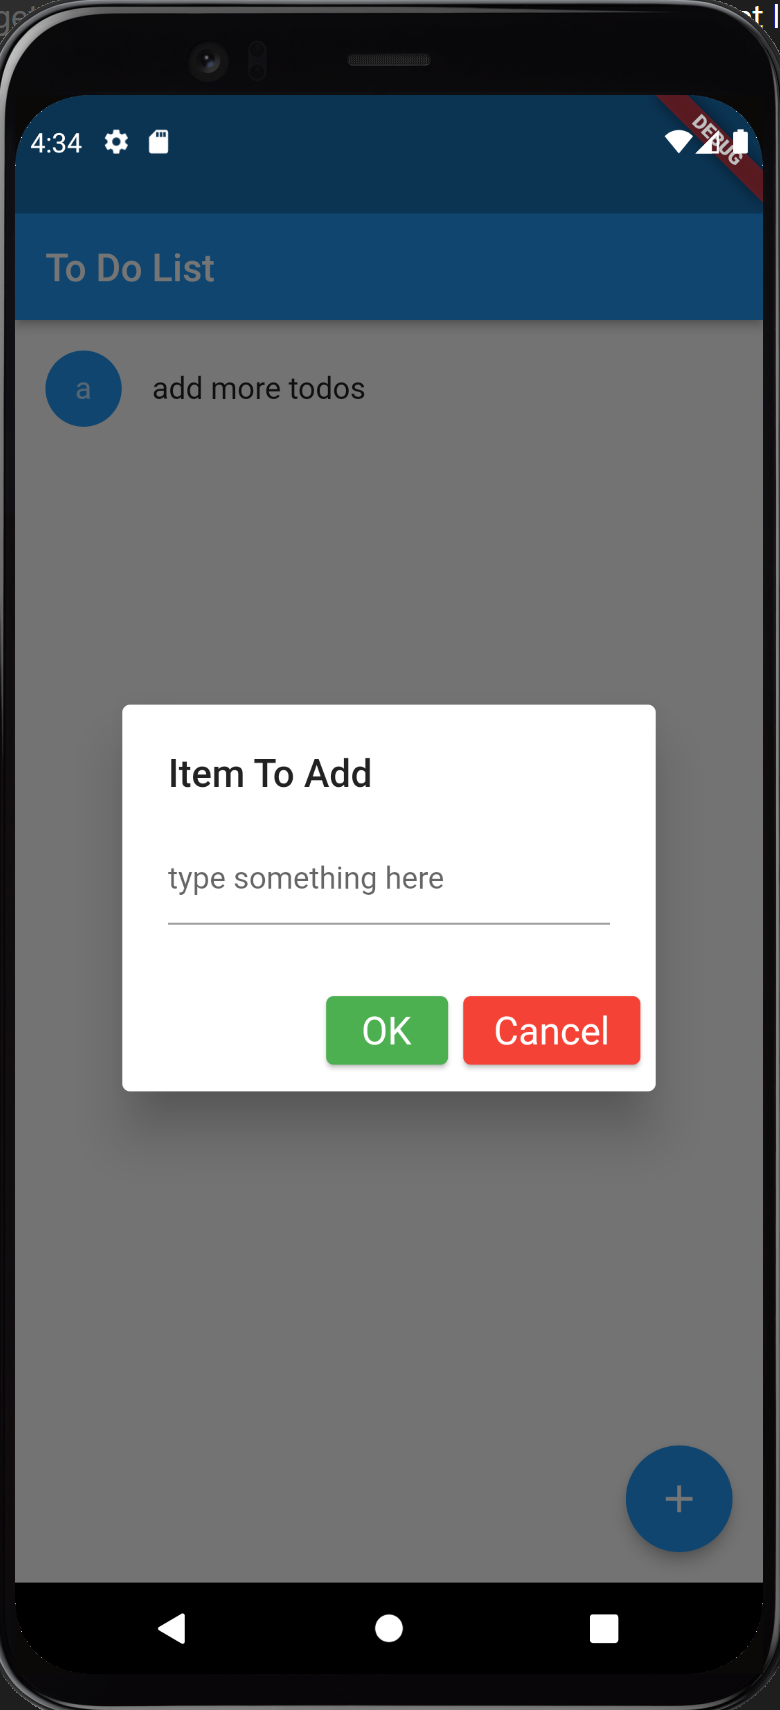 4:34
DEBUG
To Do List
a
add more todos
Item To Add
type something here
OK
Cancel